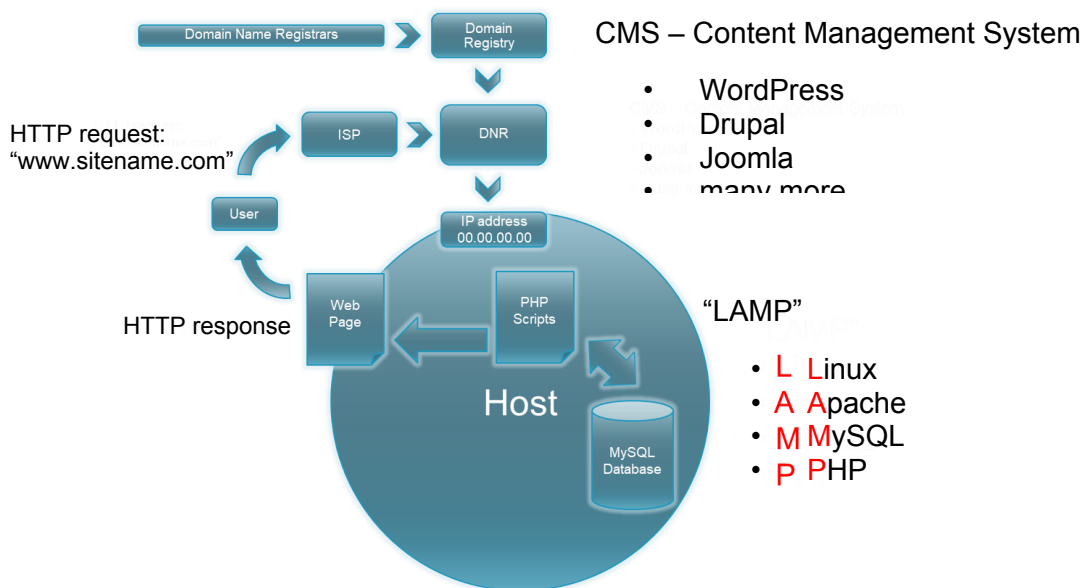 Domain Name Registrars
Domain
Registry
CMS – Content Management System
• WordPress
• Drupal
• Joomla
• many more
HTTP request:
“www.sitename.com”
ISP
DNR
User
IP address
00.00.00.00
Web
Page
PHP
Scripts
HTTP response
“LAMP”
Host
MySQL
Database
• L Linux
• A Apache
• M MySQL
• P PHP